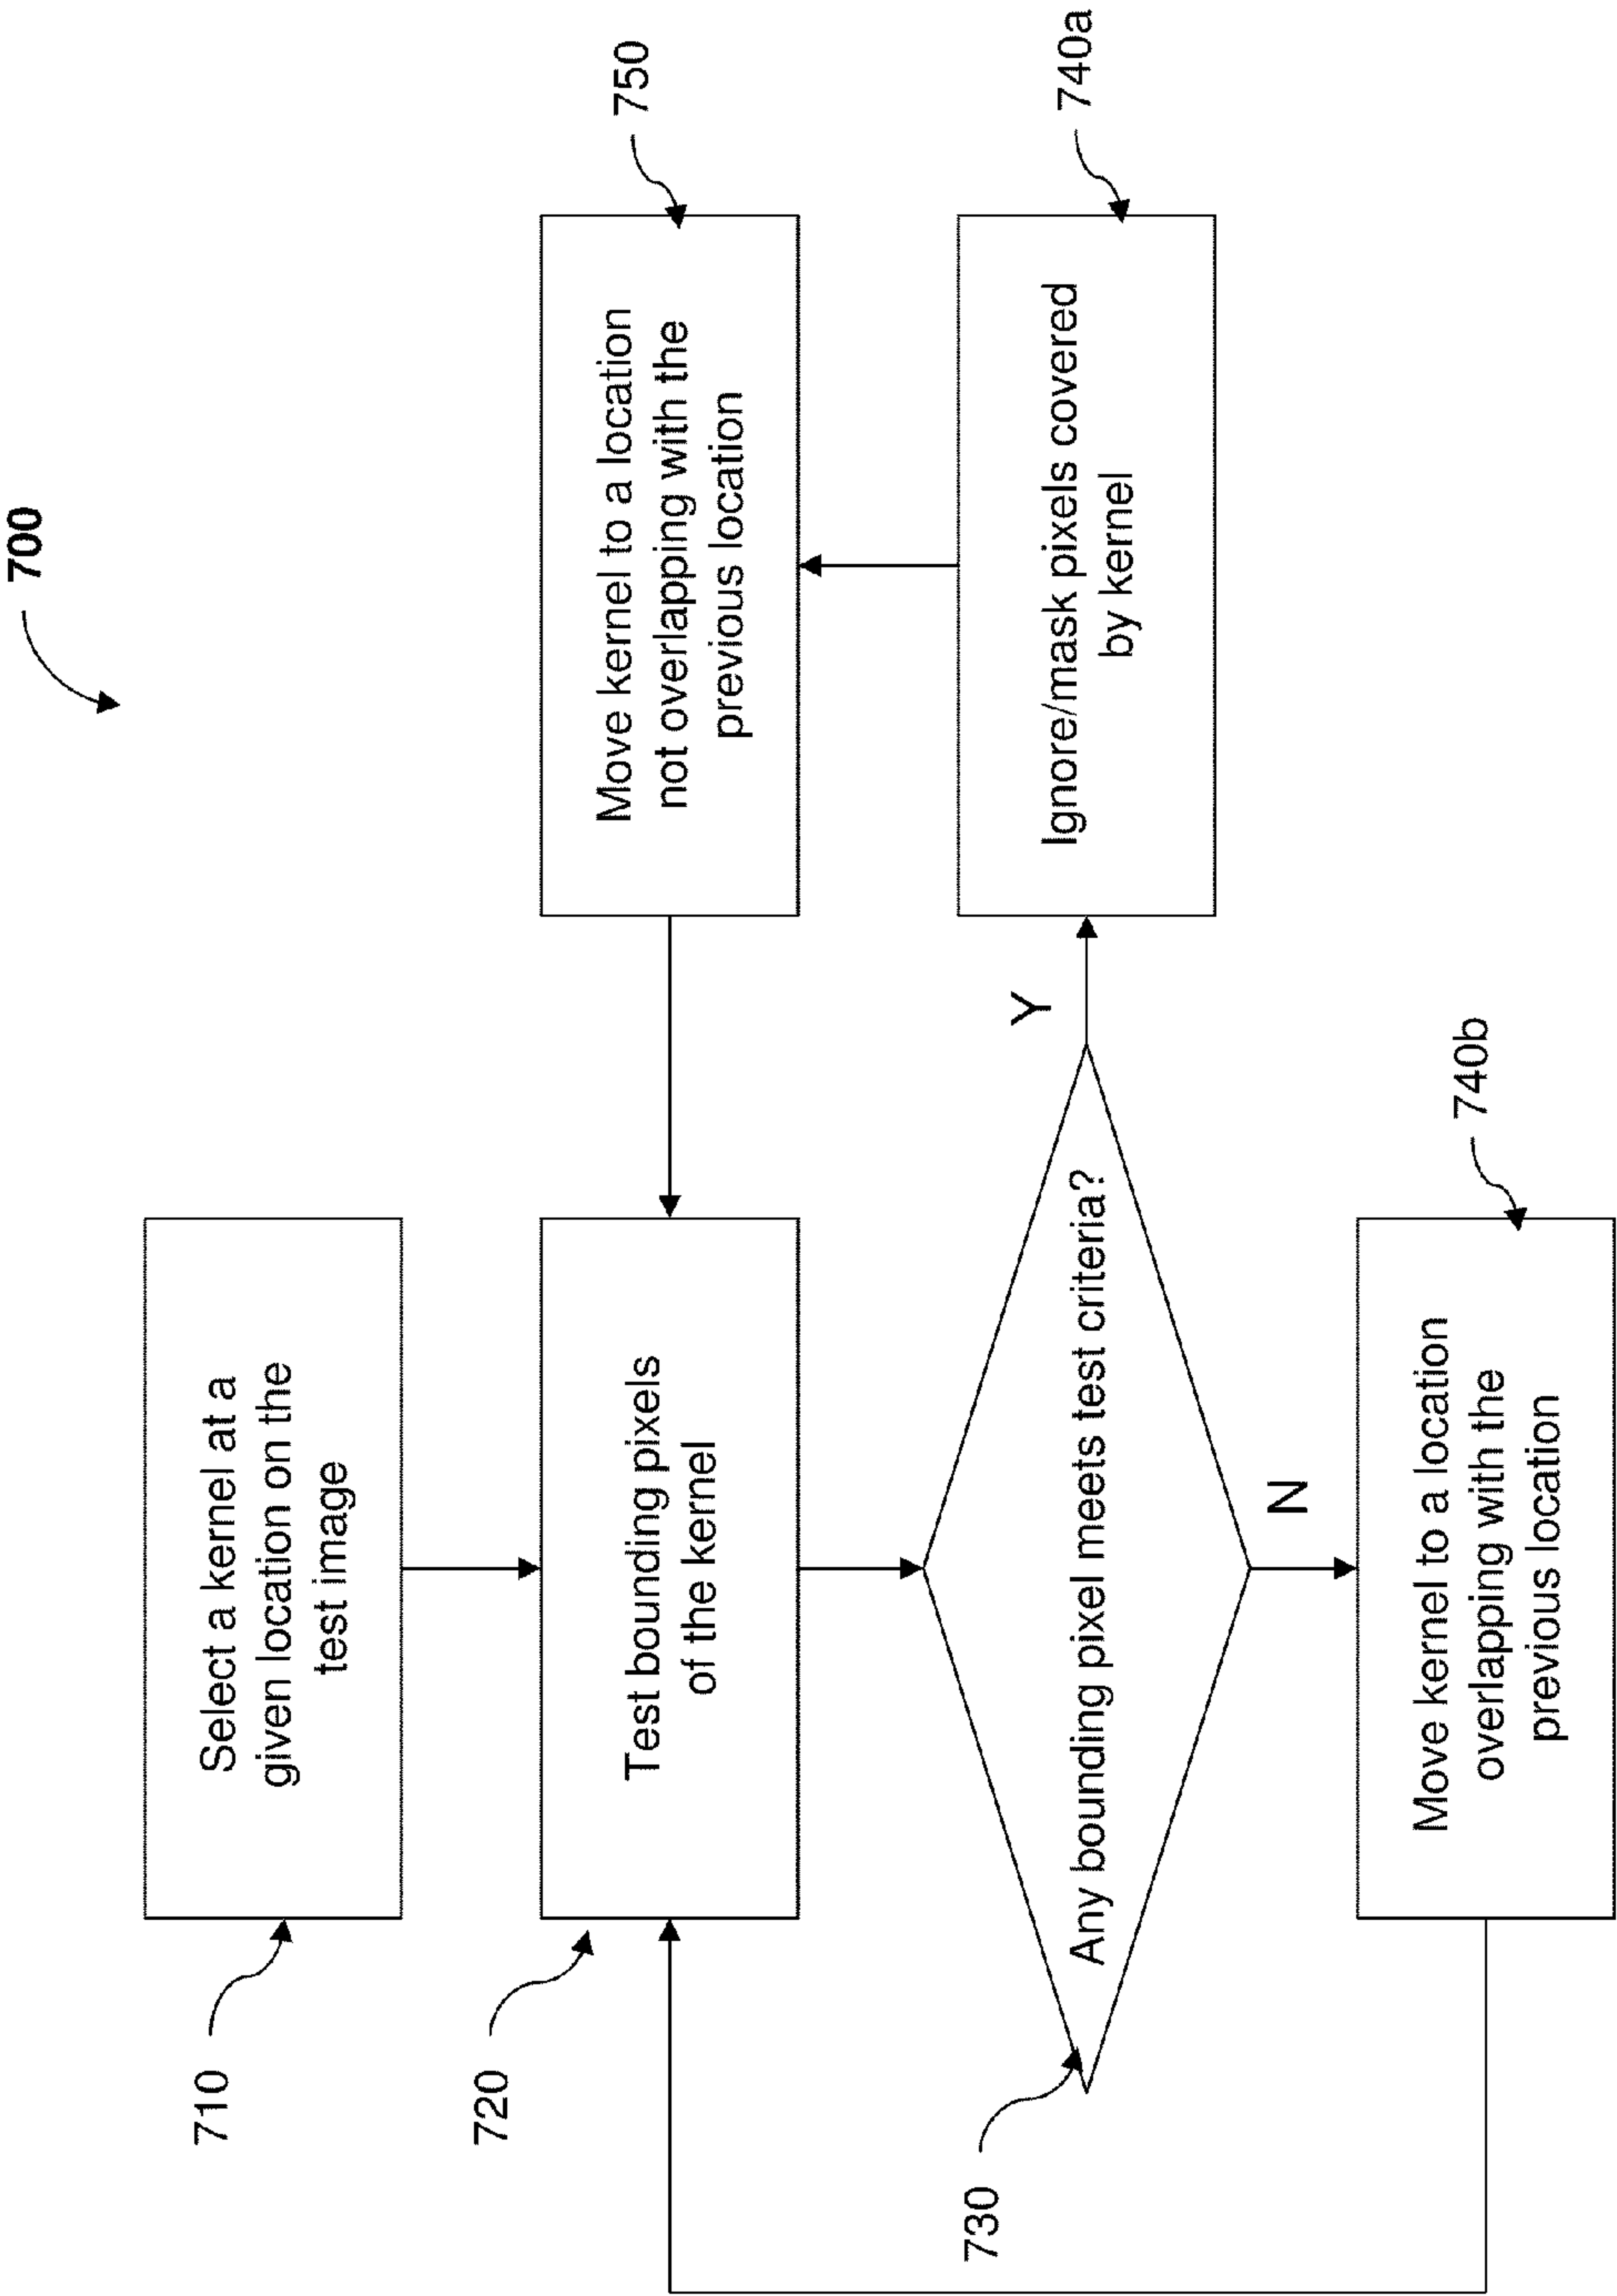 700
710
Select a kernel at a
given location on the
test image
720
Test bounding pixels
of the kernel
750
Move kernel to a location
not overlapping with the
previous location
730
Any bounding pixel meets test criteria?
Y
740a
Ignore/mask pixels covered
by kernel
N
740b
Move kernel to a location
overlapping with the
previous location